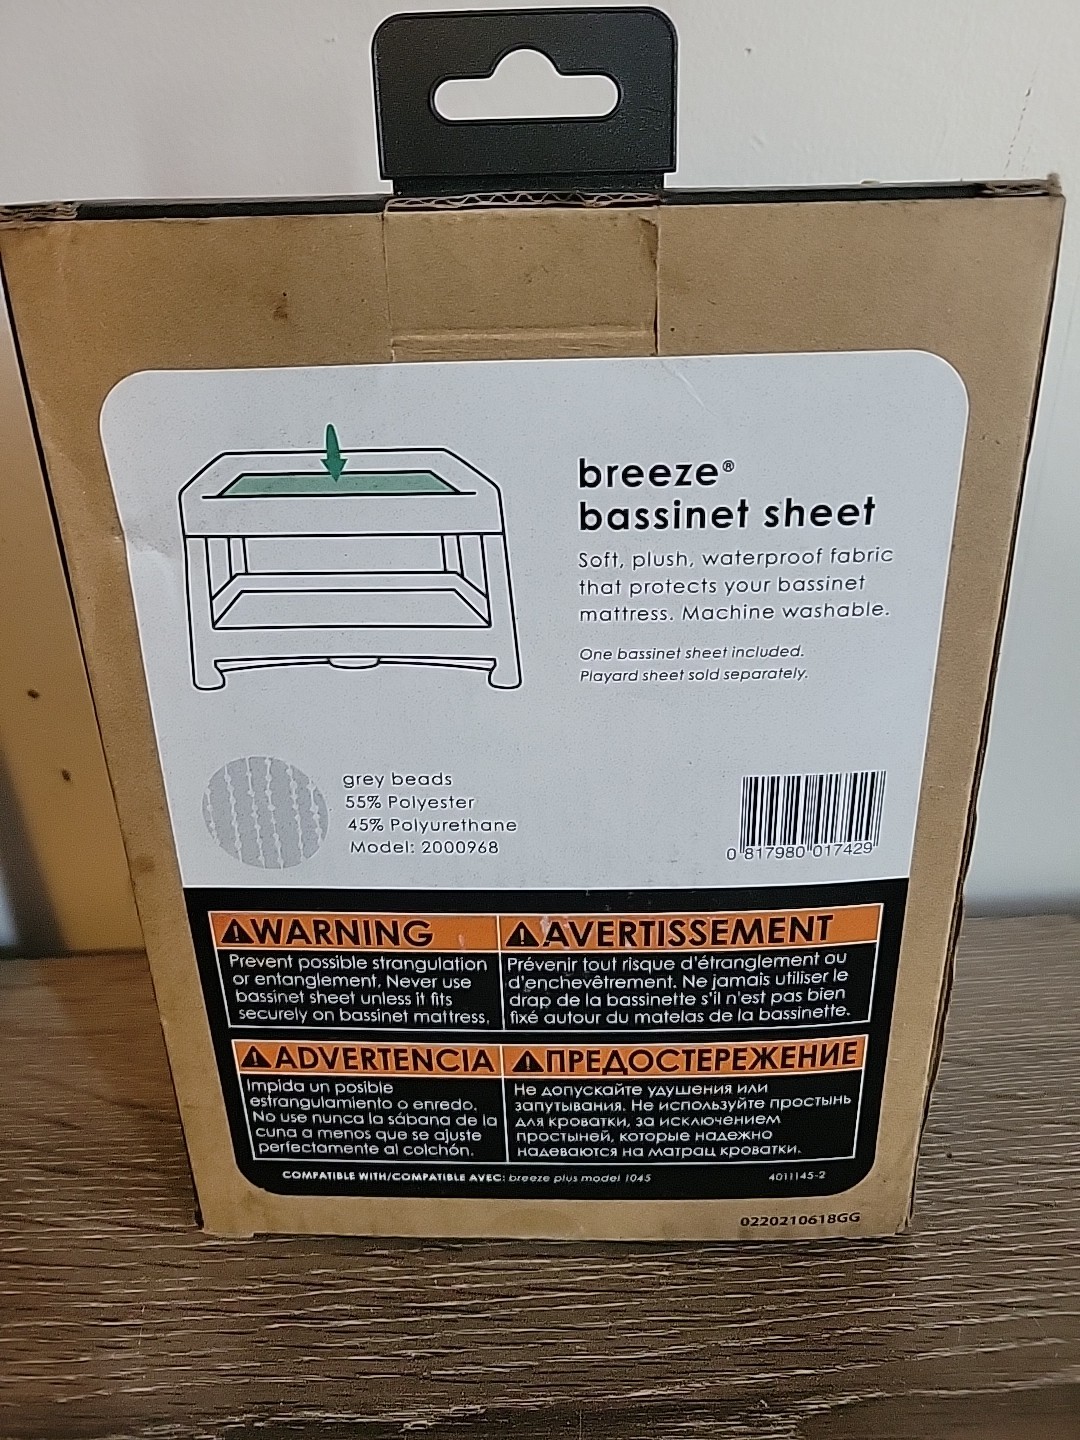 breeze®
bassinet sheet
Soft, plush, waterproof fabric
that protects your bassinet
mattress. Machine washable.
One bassinet sheet included.
Playard sheet sold separately.
grey beads
55% Polyester
45% Polyurethane
Model: 2000968
0 817980 017429
WARNING
Prevent possible strangulation
or entanglement. Never use
bassinet sheet unless it fits
securely on bassinet mattress.
AVERTISSEMENT
Prévenir tout risque d'étranglement ou
d'enchevêtrement. Ne jamais utiliser le
drap de la bassinette s'il n'est pas bien
fixé autour du matelas de la bassinette.
ADVERTENCIA
Impida un posible
estrangulamiento o enredo.
No use nunca la sábana de la
cuna a menos que se ajuste
perfectamente al colchón.
ПРЕДОСТЕРЕЖЕНИЕ
Не допускайте удушения или
запутывания. Не используйте простынь
для кроватки, за исключением
простыней, которые надежно
надеваются на матрац кроватки.
COMPATIBLE WITH/COMPATIBLE AVEC: breeze plus model 1045
4011145-2
0220210618GG